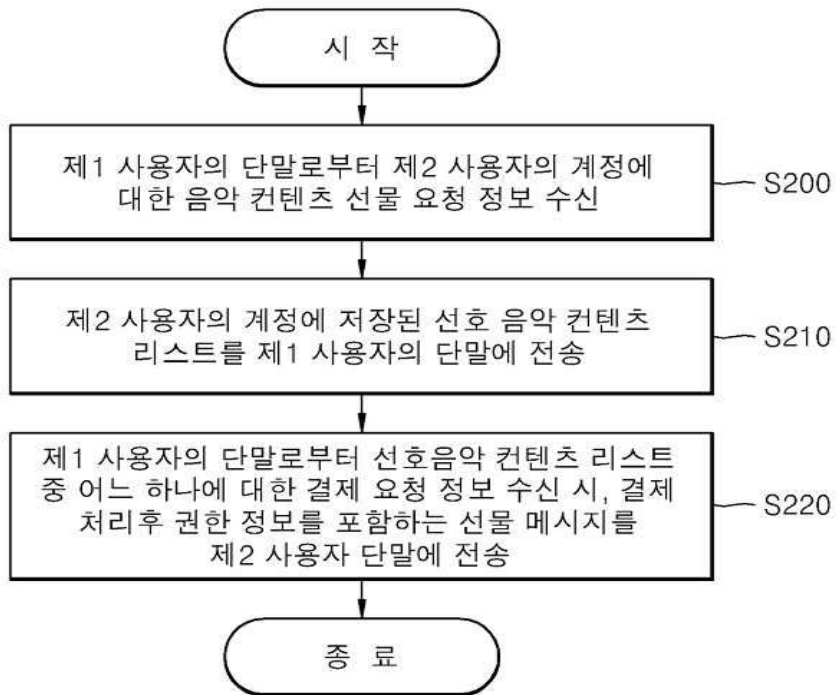 시 작
제1 사용자의 단말로부터 제2 사용자의 계정에
대한 음악 컨텐츠 선물 요청 정보 수신
S200
제2 사용자의 계정에 저장된 선호 음악 컨텐츠
리스트를 제1 사용자의 단말에 전송
S210
제1 사용자의 단말로부터 선호음악 컨텐츠 리스트
중 어느 하나에 대한 결제 요청 정보 수신 시, 결제
처리후 권한 정보를 포함하는 선물 메시지를
제2 사용자 단말에 전송
S220
종 료